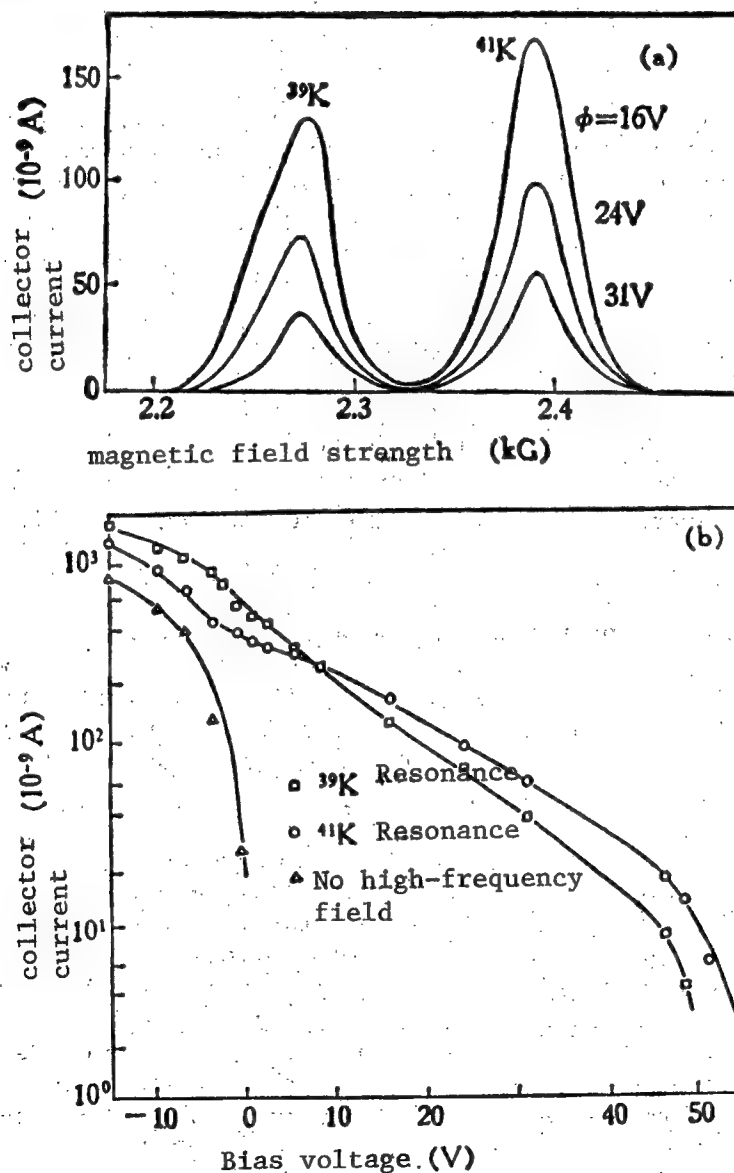 (a)
150
100
50
0
collector current (10⁻⁹ A)
³⁹K
⁴¹K
ϕ=16V
24V
31V
2.2
2.3
2.4
magnetic field strength (kG)
(b)
10³
10²
10¹
10⁰
collector current (10⁻⁹ A)
³⁹K Resonance
⁴¹K Resonance
No high-frequency
field
-10
0
10
20
30
40
50
Bias voltage (V)